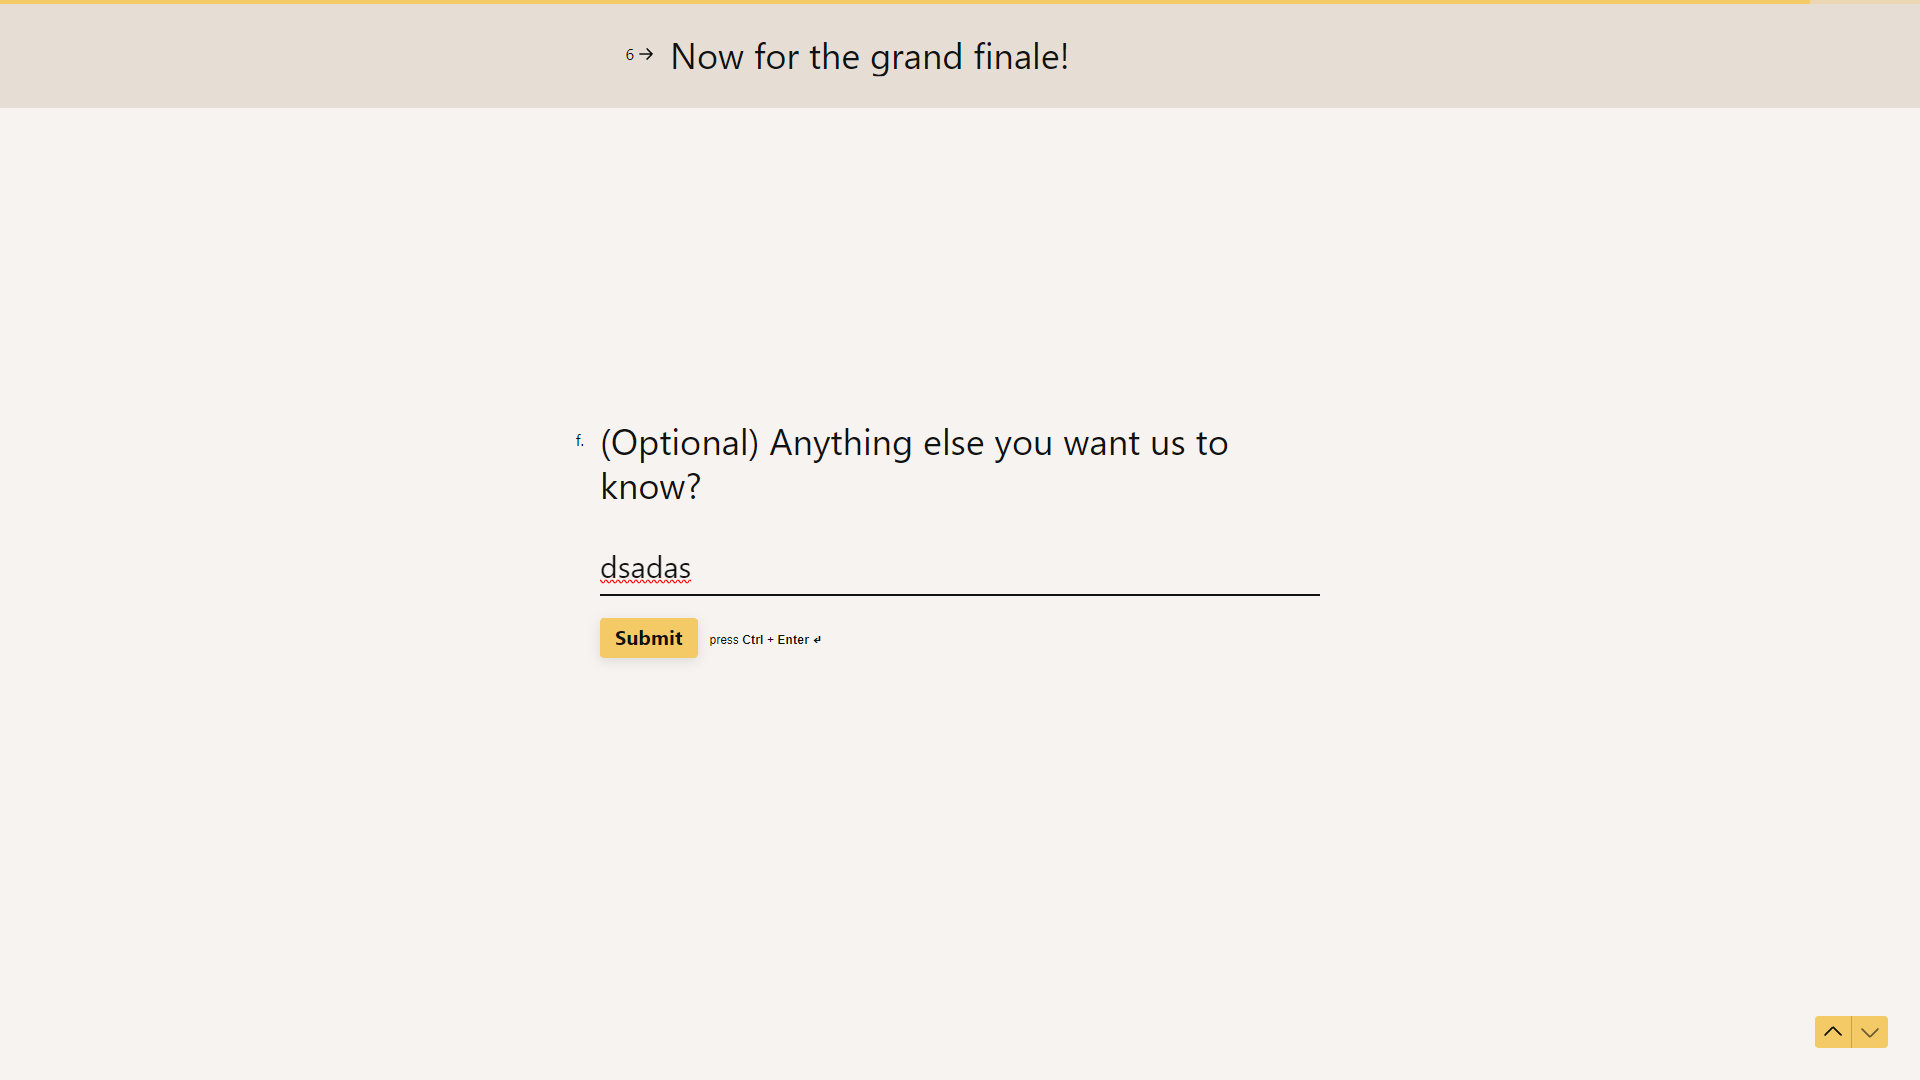 6 → Now for the grand finale!
f. (Optional) Anything else you want us to
know?
dsadas
Submit press Ctrl + Enter ↵